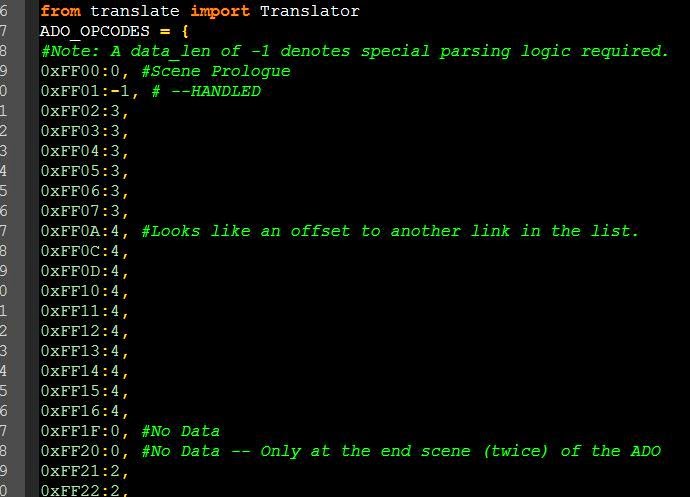 6 from translate import Translator
7 ADO_OPCODES = {
8 #Note: A data_len of -1 denotes special parsing logic required.
9 0xFF00:0, #Scene Prologue
0 0xFF01:-1, # --HANDLED
1 0xFF02:3,
2 0xFF03:3,
3 0xFF04:3,
4 0xFF05:3,
5 0xFF06:3,
6 0xFF07:3,
7 0xFF0A:4, #Looks like an offset to another link in the list.
8 0xFF0C:4,
9 0xFF0D:4,
0 0xFF10:4,
1 0xFF11:4,
2 0xFF12:4,
3 0xFF13:4,
4 0xFF14:4,
5 0xFF15:4,
6 0xFF16:4,
7 0xFF1F:0, #No Data
8 0xFF20:0, #No Data -- Only at the end scene (twice) of the ADO
9 0xFF21:2,
0 0xFF22:2,